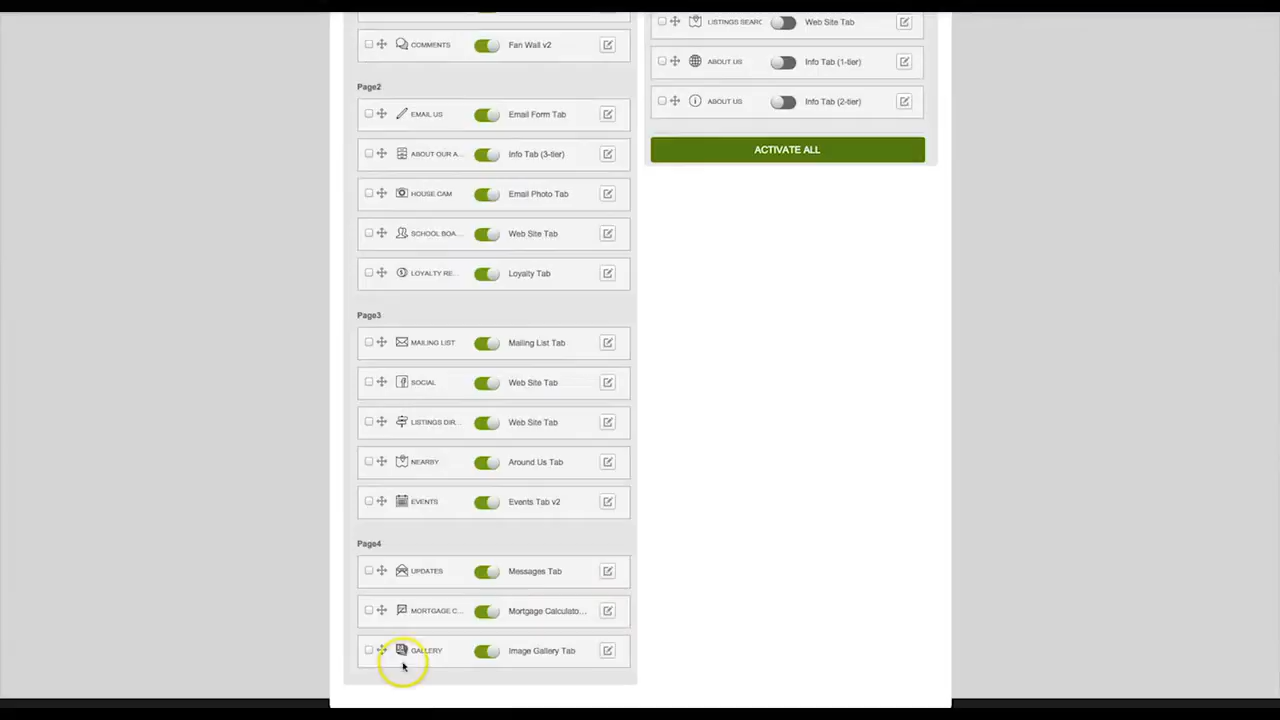 COMMENTS Fan Wall v2
Page2
EMAIL US Email Form Tab
ABOUT OUR A... Info Tab (3-tier)
HOUSE CAM Email Photo Tab
SCHOOL BOA... Web Site Tab
LOYALTY RE... Loyalty Tab
Page3
MAILING LIST Mailing List Tab
SOCIAL Web Site Tab
LISTINGS DIR... Web Site Tab
NEARBY Around Us Tab
EVENTS Events Tab v2
Page4
UPDATES Messages Tab
MORTGAGE C... Mortgage Calculato...
GALLERY Image Gallery Tab
LISTINGS SEARC Web Site Tab
ABOUT US Info Tab (1-tier)
ABOUT US Info Tab (2-tier)
ACTIVATE ALL